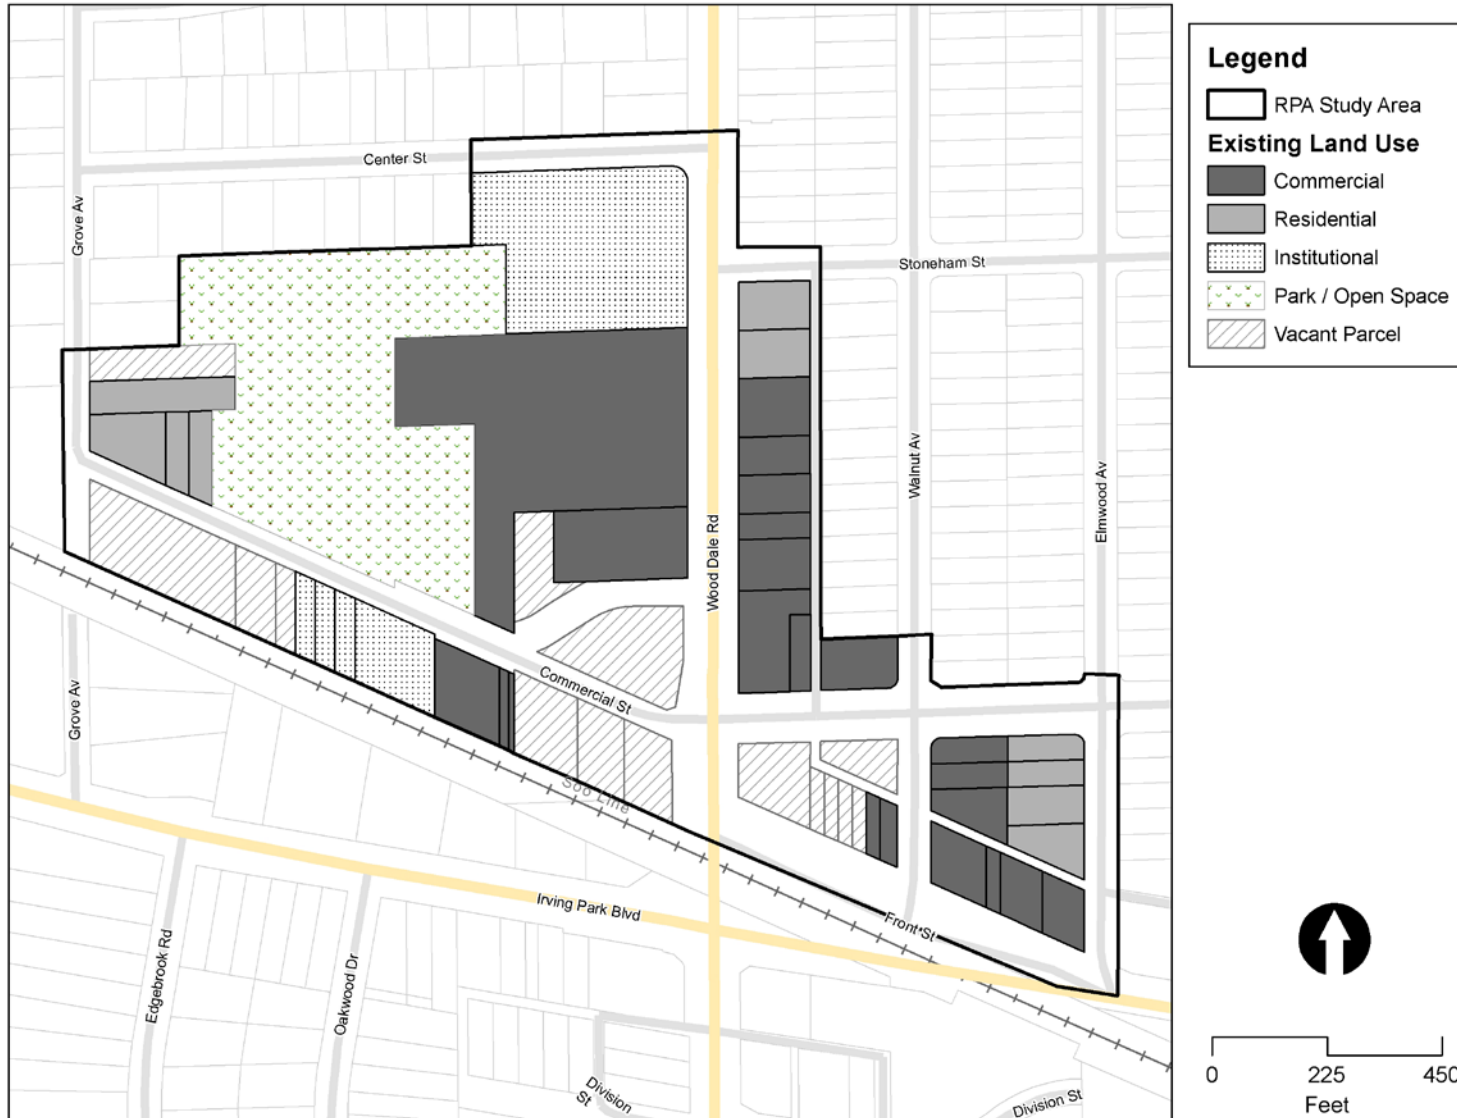 Legend
RPA Study Area
Existing Land Use
Commercial
Residential
Institutional
Park / Open Space
Vacant Parcel
Center St
Grove Av
Stoneham St
Walnut Av
Elmwood Av
Wood Dale Rd
Commercial St
Grove Av
Soo Line
Irving Park Blvd
Front St
Edgebrook Rd
Oakwood Dr
Division
St
Division St
0 225 450
Feet